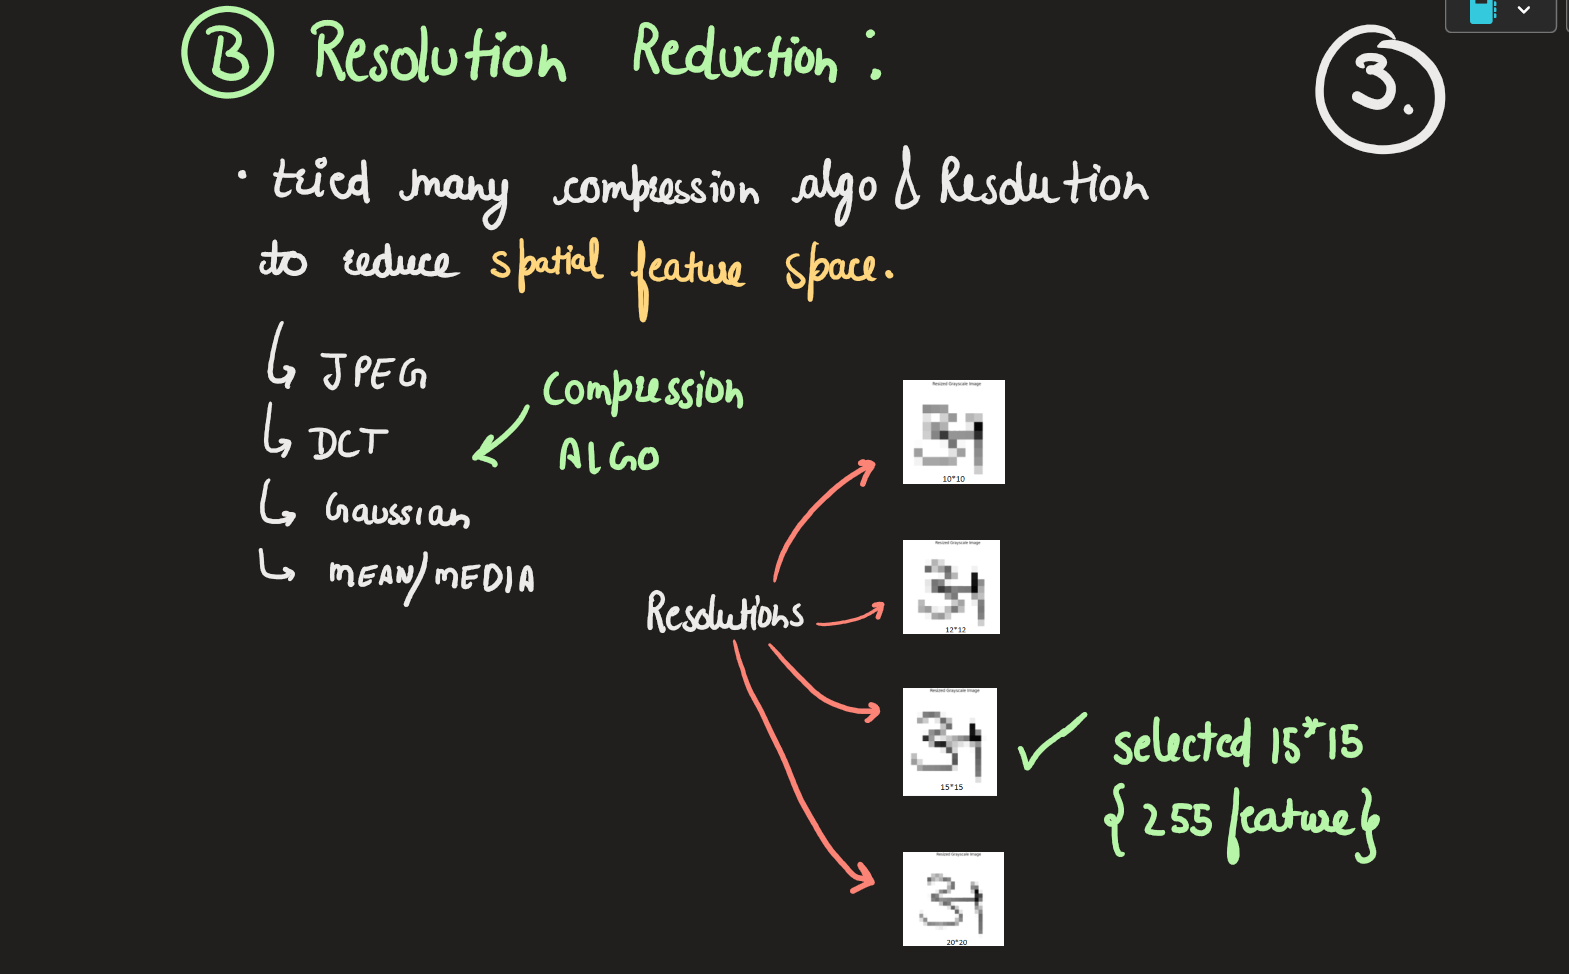 B Resolution Reduction :
3.
• tried many compression algo & Resolution
to reduce spatial feature space.
↳ JPEG
↳ DCT
↳ Gaussian
↳ MEAN/MEDIA
Compression
ALGO
Resolutions
Resized Grayscale Image
10*10
Resized Grayscale Image
12*12
Resized Grayscale Image
15*15
✓ selected 15*15
{ 255 feature}
Resized Grayscale Image
20*20